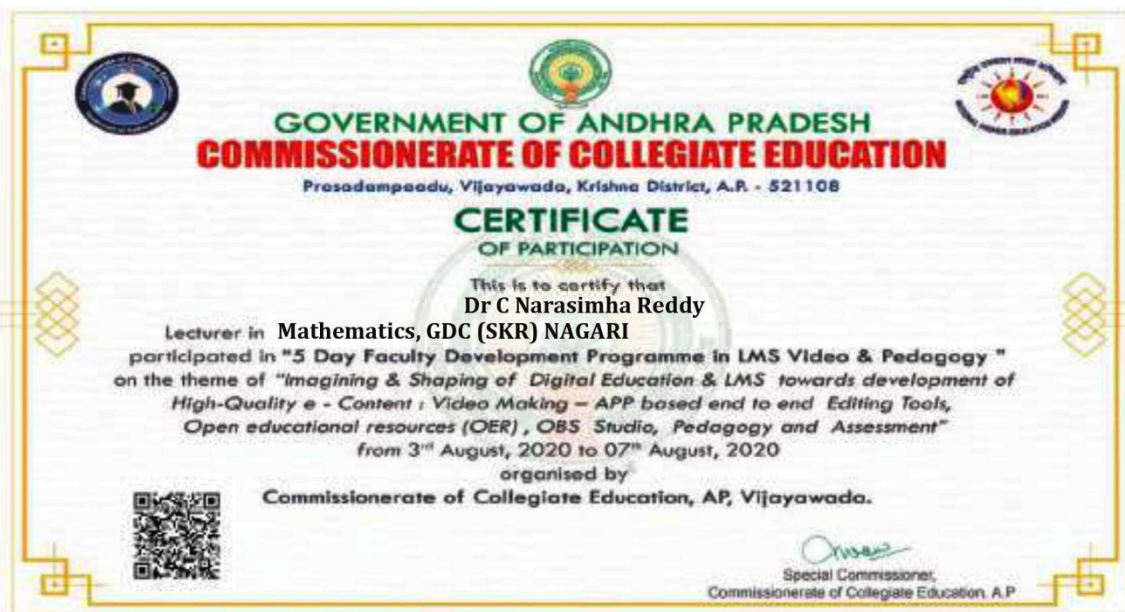 GOVERNMENT OF ANDHRA PRADESH
COMMISSIONERATE OF COLLEGIATE EDUCATION
Prasadampaadu, Vijayawada, Krishna District, A.P. - 521108
CERTIFICATE
OF PARTICIPATION
This is to certify that
Dr C Narasimha Reddy
Lecturer in Mathematics, GDC (SKR) NAGARI
participated in "5 Day Faculty Development Programme in LMS Video & Pedagogy "
on the theme of "Imagining & Shaping of Digital Education & LMS towards development of
High-Quality e - Content : Video Making – APP based end to end Editing Tools,
Open educational resources (OER) , OBS Studio, Pedagogy and Assessment"
from 3rd August, 2020 to 07th August, 2020
organised by
Commissionerate of Collegiate Education, AP, Vijayawada.
Special Commissioner,
Commissionerate of Collegiate Education, A.P